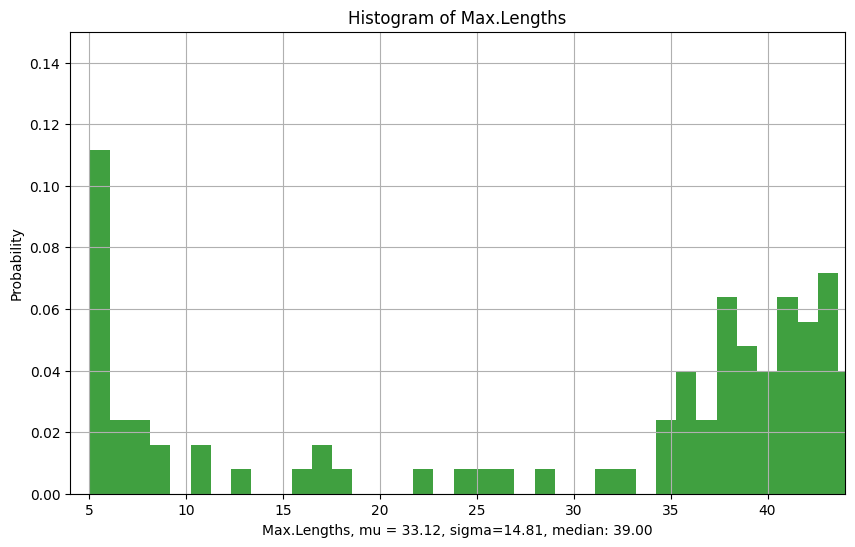 Histogram of Max.Lengths
0.14
0.12
0.10
0.08
0.06
0.04
0.02
0.00
Probability
5 10 15 20 25 30 35 40
Max.Lengths, mu = 33.12, sigma=14.81, median: 39.00